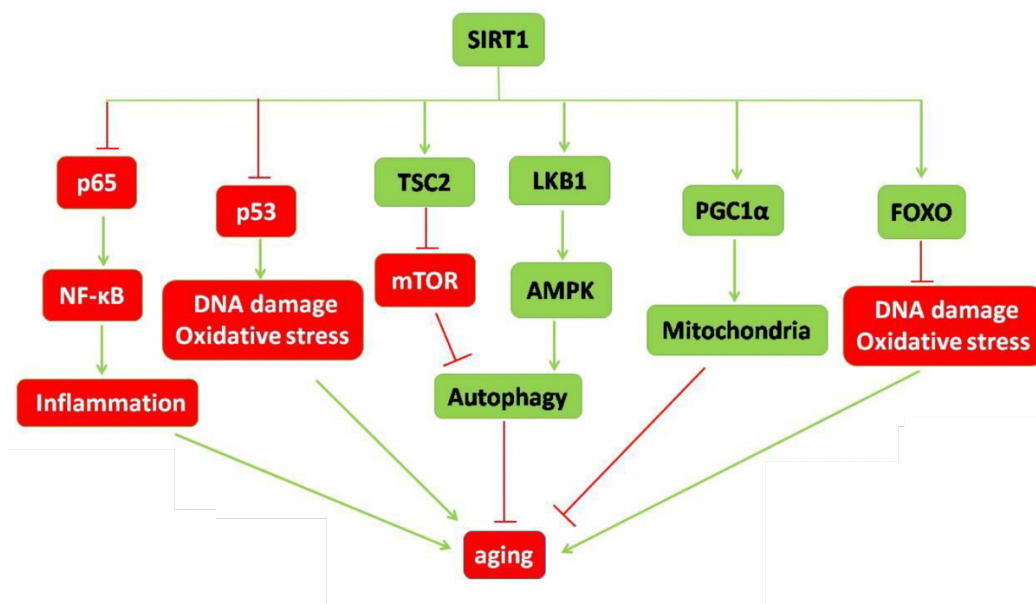 SIRT1
p65
p53
TSC2
LKB1
PGC1α
FOXO
NF-κB
DNA damage
Oxidative stress
mTOR
AMPK
Mitochondria
DNA damage
Oxidative stress
Inflammation
Autophagy
aging